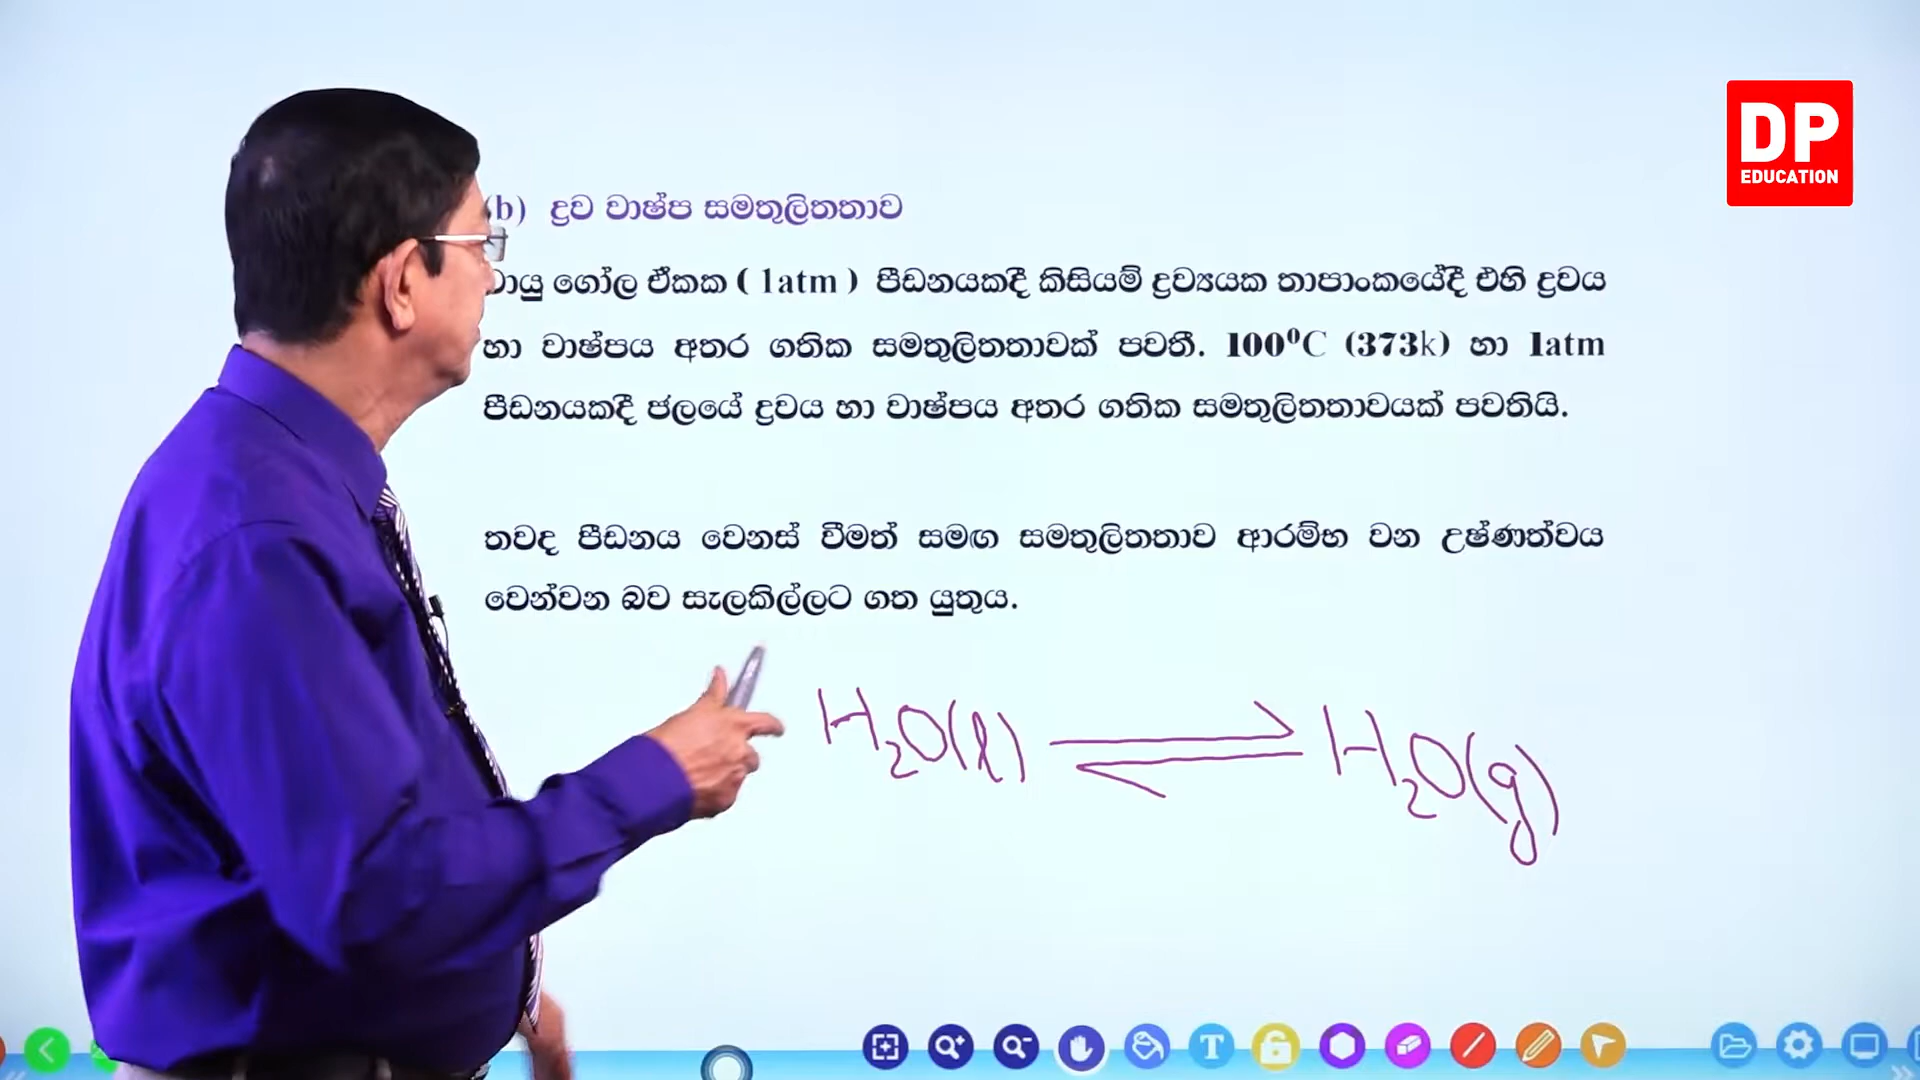 DP
EDUCATION
(b) ද්‍රව වාෂ්ප සමතුලිතතාව
වායු ගෝල ඒකක ( 1atm ) පීඩනයකදී කිසියම් ද්‍රව්‍යයක තාපාංකයේදී එහි ද්‍රවය
හා වාෂ්පය අතර ගතික සමතුලිතතාවක් පවතී. 100⁰C (373k) හා 1atm
පීඩනයකදී ජලයේ ද්‍රවය හා වාෂ්පය අතර ගතික සමතුලිතතාවයක් පවතියි.
තවද පීඩනය වෙනස් වීමත් සමඟ සමතුලිතතාව ආරම්භ වන උෂ්ණත්වය
වෙන්වන බව සැලකිල්ලට ගත යුතුය.
H₂O(l) ⇌ H₂O(g)